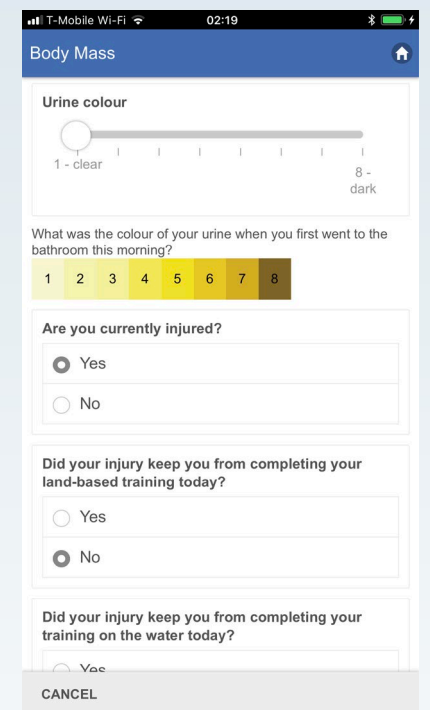 T-Mobile Wi-Fi 02:19
Body Mass
Urine colour
1 - clear
8 -
dark
What was the colour of your urine when you first went to the
bathroom this morning?
1 2 3 4 5 6 7 8
Are you currently injured?
Yes
No
Did your injury keep you from completing your
land-based training today?
Yes
No
Did your injury keep you from completing your
training on the water today?
Yes
CANCEL